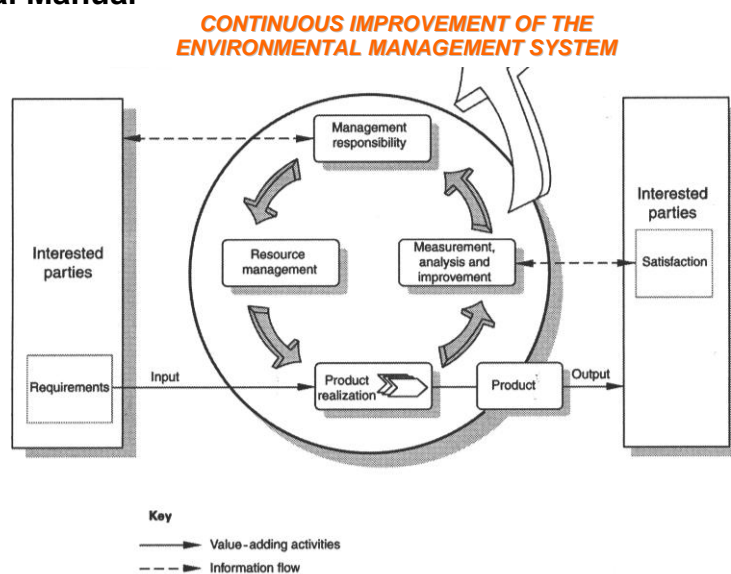 CONTINUOUS IMPROVEMENT OF THE
ENVIRONMENTAL MANAGEMENT SYSTEM
Management
responsibility
Interested
parties
Resource
management
Measurement,
analysis and
improvement
Interested
parties
Satisfaction
Requirements
Input
Product
realization
Product
Output
Key
Value-adding activities
Information flow